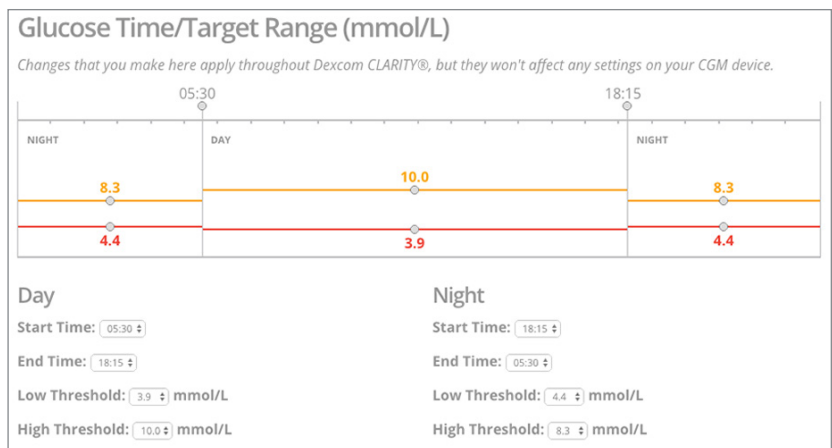 Glucose Time/Target Range (mmol/L)
Changes that you make here apply throughout Dexcom CLARITY®, but they won't affect any settings on your CGM device.
05:30 18:15
NIGHT DAY NIGHT
8.3 10.0 8.3
4.4 3.9 4.4
Day
Start Time: 05:30
End Time: 18:15
Low Threshold: 3.9 mmol/L
High Threshold: 10.0 mmol/L
Night
Start Time: 18:15
End Time: 05:30
Low Threshold: 4.4 mmol/L
High Threshold: 8.3 mmol/L